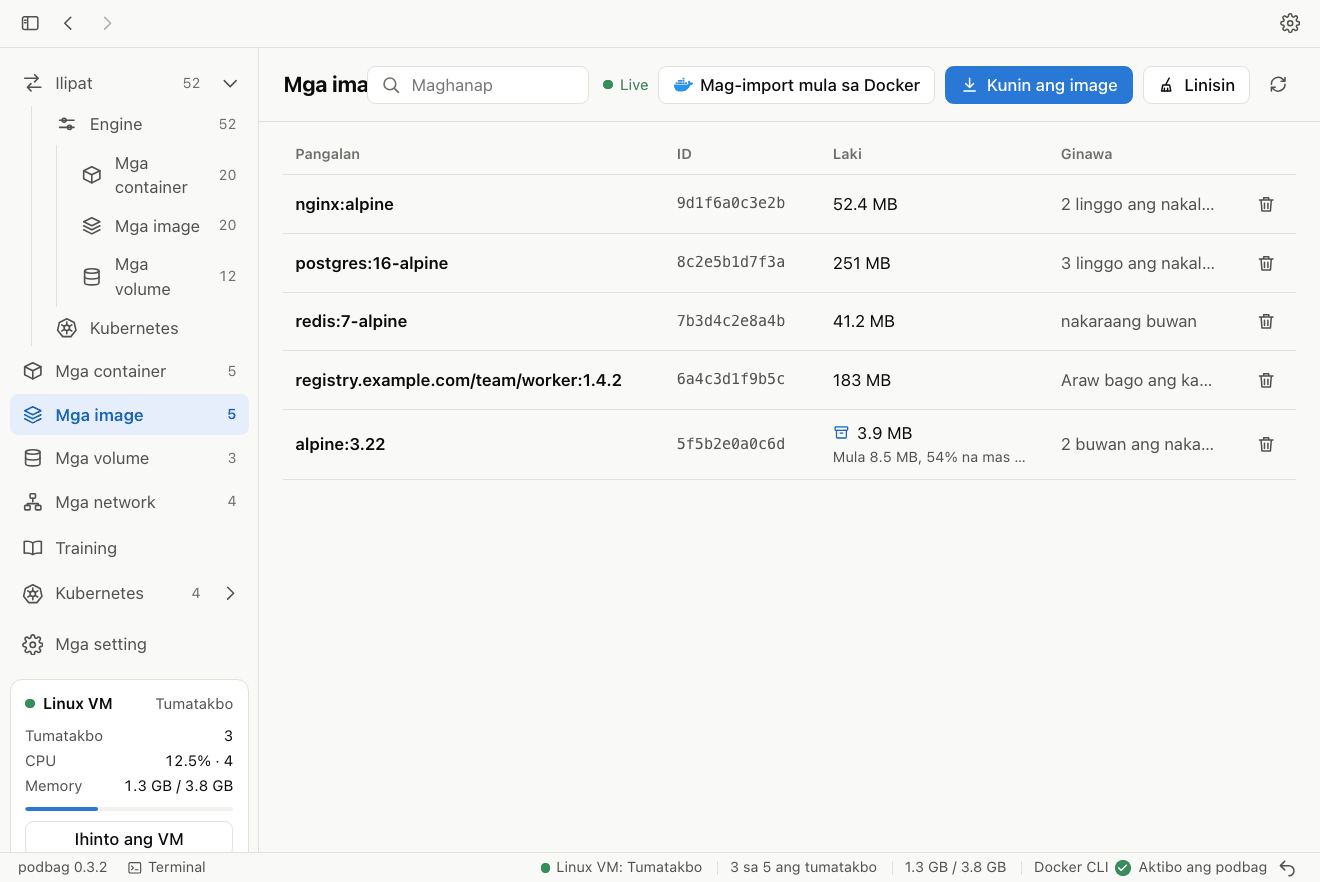 Ilipat 52
Engine 52
Mga container 20
Mga image 20
Mga volume 12
Kubernetes
Mga container 5
Mga image 5
Mga volume 3
Mga network 4
Training
Kubernetes 4
Mga setting
Linux VM Tumatakbo
Tumatakbo 3
CPU 12.5% · 4
Memory 1.3 GB / 3.8 GB
Ihinto ang VM
Mga ima Maghanap Live Mag-import mula sa Docker Kunin ang image Linisin
Pangalan ID Laki Ginawa
nginx:alpine 9d1f6a0c3e2b 52.4 MB 2 linggo ang nakal...
postgres:16-alpine 8c2e5b1d7f3a 251 MB 3 linggo ang nakal...
redis:7-alpine 7b3d4c2e8a4b 41.2 MB nakaraang buwan
registry.example.com/team/worker:1.4.2 6a4c3d1f9b5c 183 MB Araw bago ang ka...
alpine:3.22 5f5b2e0a0c6d 3.9 MB 2 buwan ang naka...
Mula 8.5 MB, 54% na mas ...
podbag 0.3.2 Terminal Linux VM: Tumatakbo 3 sa 5 ang tumatakbo 1.3 GB / 3.8 GB Docker CLI Aktibo ang podbag